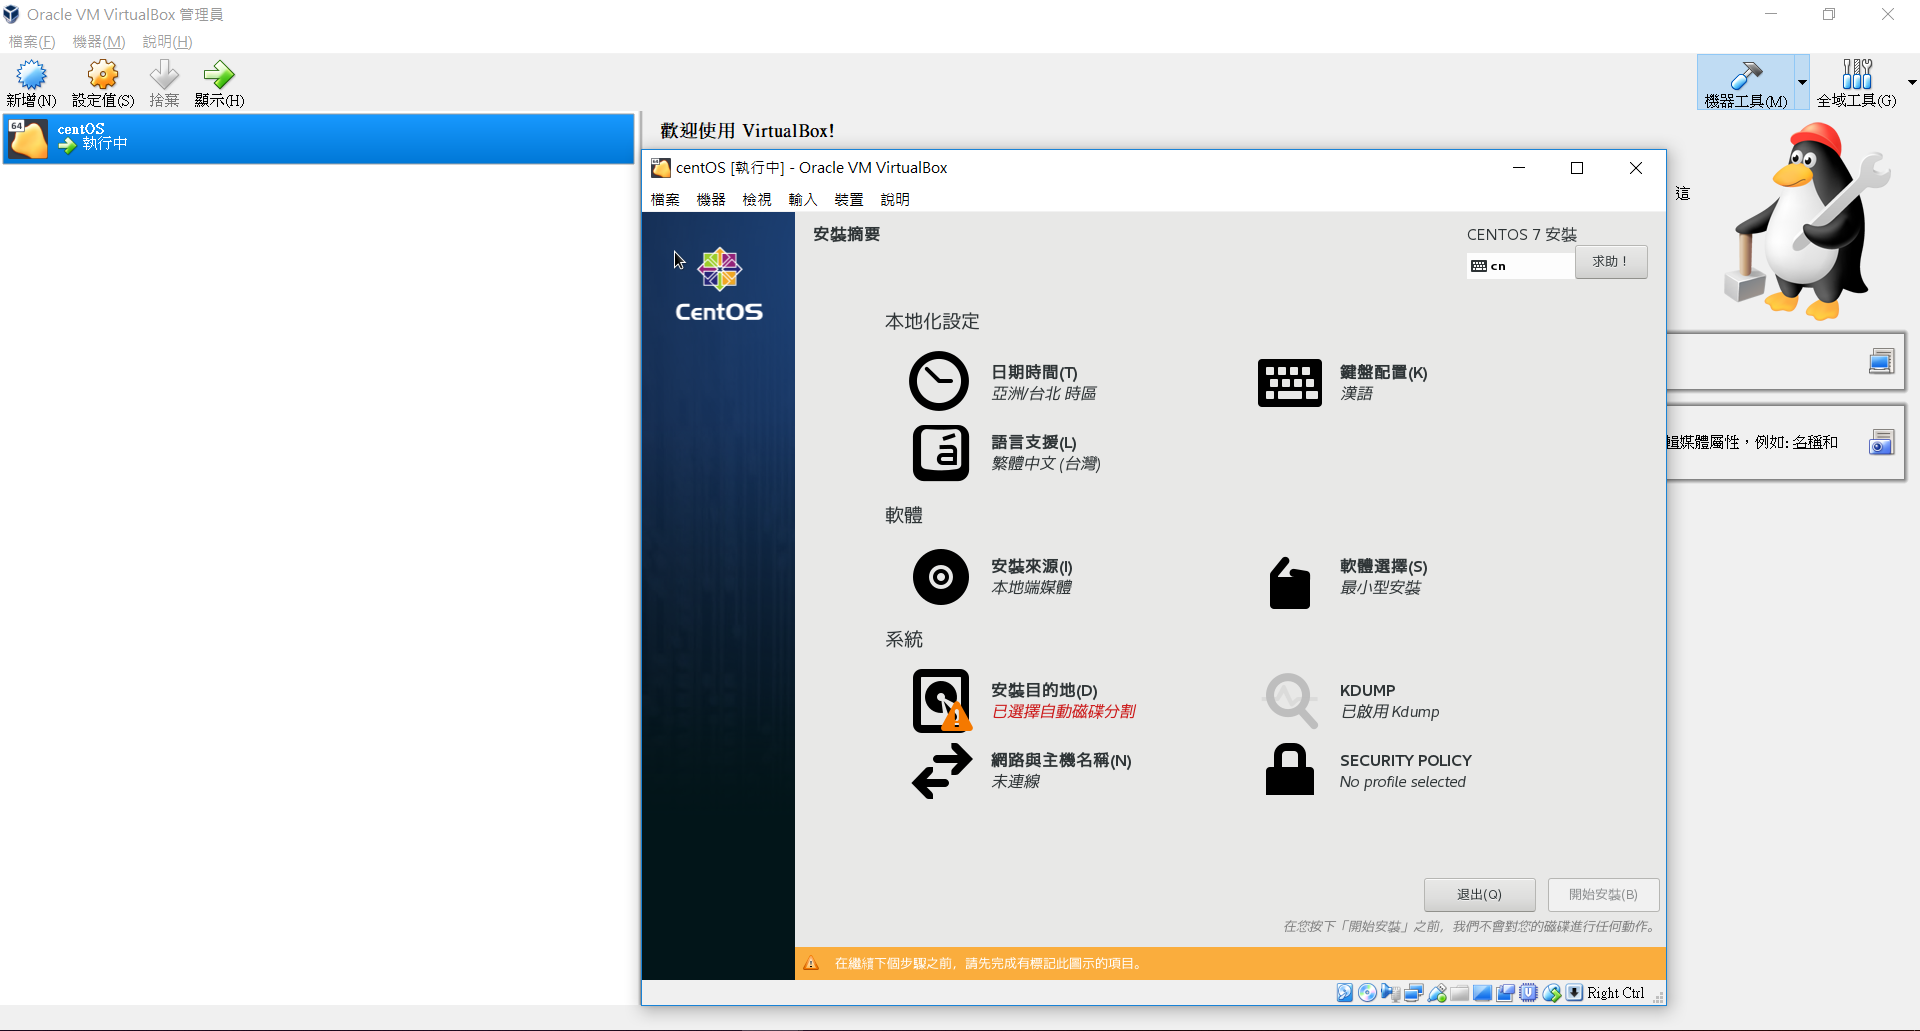 Oracle VM VirtualBox 管理員
檔案(F) 機器(M) 說明(H)
新增(N) 設定值(S) 捨棄 顯示(H)
機器工具(M) 全域工具(G)
64
centOS
執行中
歡迎使用 VirtualBox!
這
輯媒體屬性，例如: 名稱和
centOS [執行中] - Oracle VM VirtualBox
檔案 機器 檢視 輸入 裝置 說明
CentOS
安裝摘要
CENTOS 7 安裝
cn
求助！
本地化設定
日期時間(T)
亞洲/台北 時區
鍵盤配置(K)
漢語
語言支援(L)
繁體中文 (台灣)
軟體
安裝來源(I)
本地端媒體
軟體選擇(S)
最小型安裝
系統
安裝目的地(D)
已選擇自動磁碟分割
KDUMP
已啟用 Kdump
網路與主機名稱(N)
未連線
SECURITY POLICY
No profile selected
退出(Q)
開始安裝(B)
在您按下「開始安裝」之前，我們不會對您的磁碟進行任何動作。
在繼續下個步驟之前，請先完成有標記此圖示的項目。
Right Ctrl